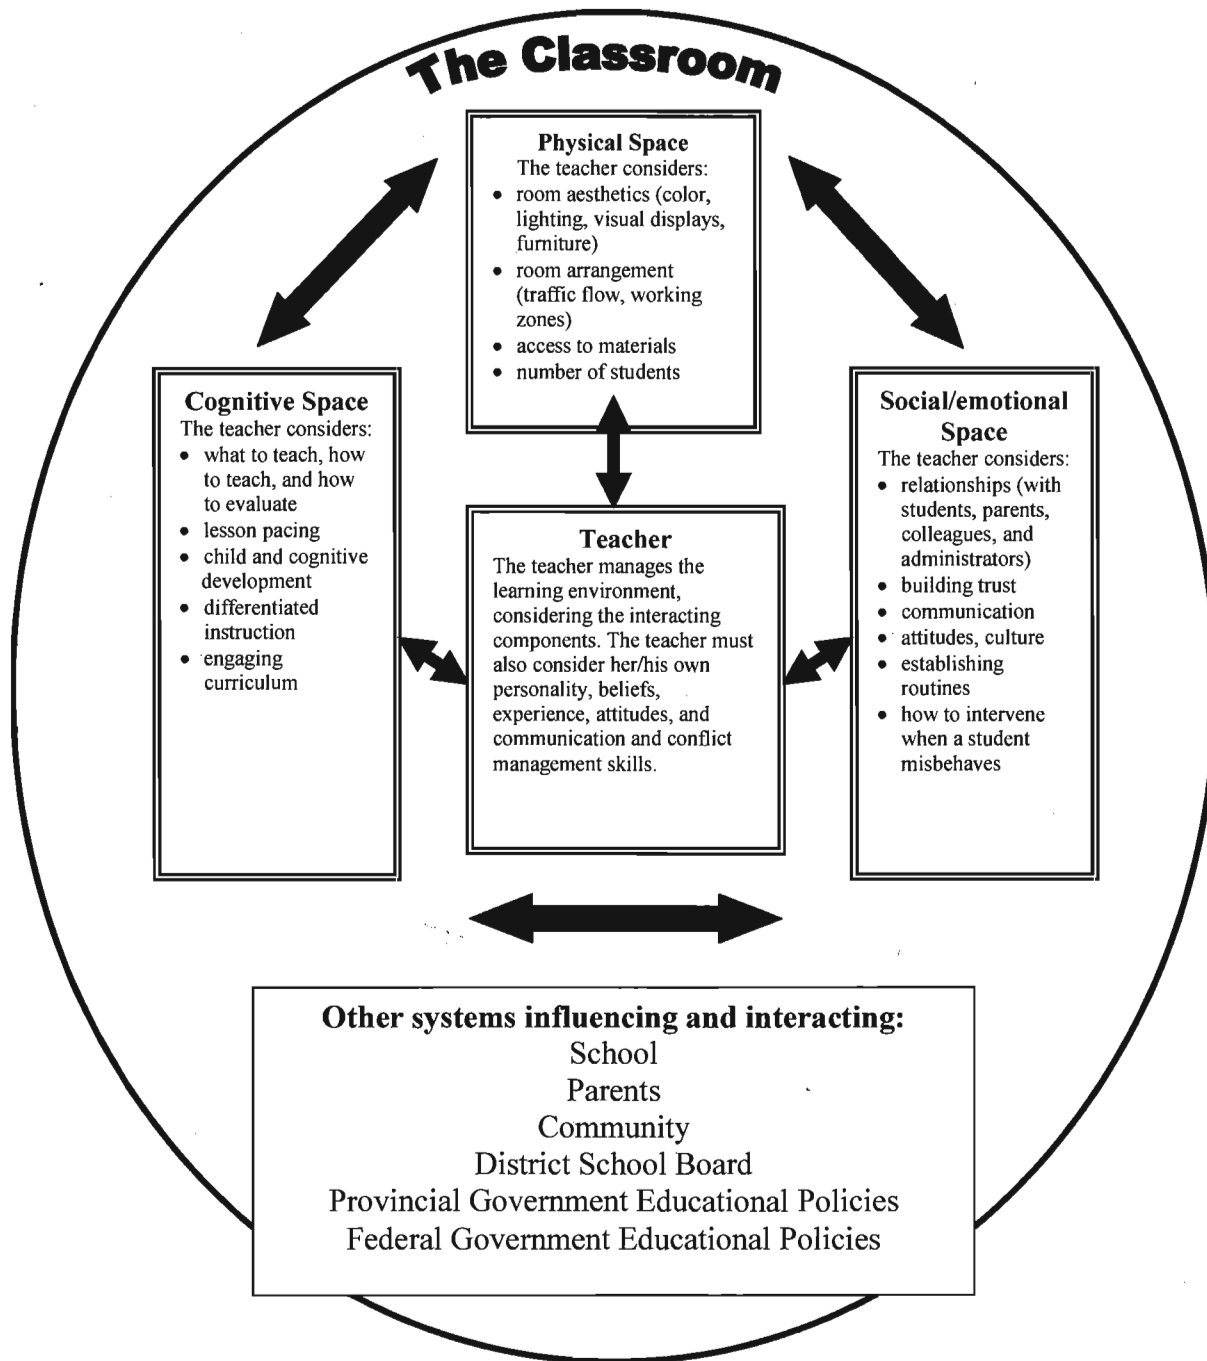 The Classroom
Physical Space
The teacher considers:
• room aesthetics (color,
lighting, visual displays,
furniture)
• room arrangement
(traffic flow, working
zones)
• access to materials
• number of students
Cognitive Space
The teacher considers:
• what to teach, how
to teach, and how
to evaluate
• lesson pacing
• child and cognitive
development
• differentiated
instruction
• engaging
curriculum
Teacher
The teacher manages the
learning environment,
considering the interacting
components. The teacher must
also consider her/his own
personality, beliefs,
experience, attitudes, and
communication and conflict
management skills.
Social/emotional
Space
The teacher considers:
• relationships (with
students, parents,
colleagues, and
administrators)
• building trust
• communication
• attitudes, culture
• establishing
routines
• how to intervene
when a student
misbehaves
Other systems influencing and interacting:
School
Parents
Community
District School Board
Provincial Government Educational Policies
Federal Government Educational Policies